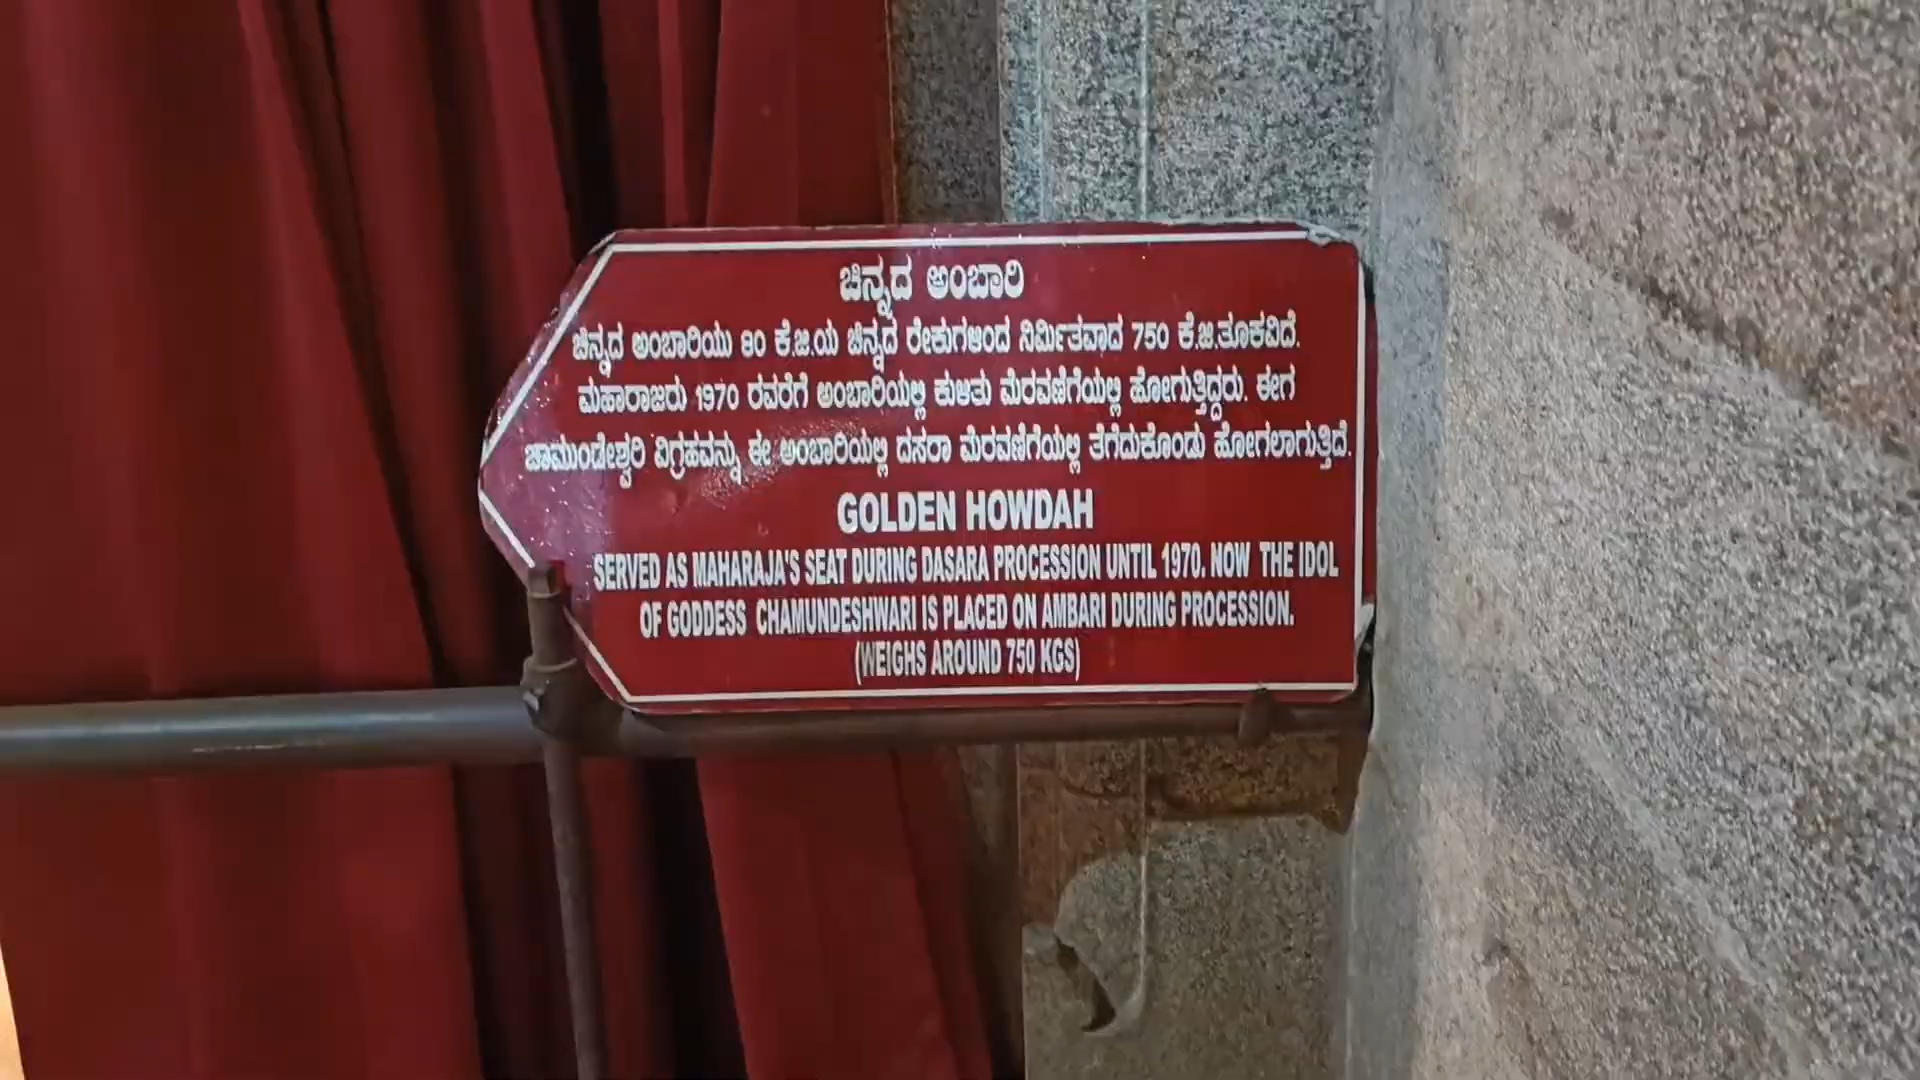 ಚಿನ್ನದ ಅಂಬಾರಿ
ಚಿನ್ನದ ಅಂಬಾರಿಯು 80 ಕೆ.ಜಿ.ಯ ಚಿನ್ನದ ರೇಕುಗಳಿಂದ ನಿರ್ಮಿತವಾದ 750 ಕೆ.ಜಿ.ತೂಕವಿದೆ.
ಮಹಾರಾಜರು 1970 ರವರೆಗೆ ಅಂಬಾರಿಯಲ್ಲಿ ಕುಳಿತು ಮೆರವಣಿಗೆಯಲ್ಲಿ ಹೋಗುತ್ತಿದ್ದರು. ಈಗ
ಚಾಮುಂಡೇಶ್ವರಿ ವಿಗ್ರಹವನ್ನು ಈ ಅಂಬಾರಿಯಲ್ಲಿ ದಸರಾ ಮೆರವಣಿಗೆಯಲ್ಲಿ ತೆಗೆದುಕೊಂಡು ಹೋಗಲಾಗುತ್ತಿದೆ.
GOLDEN HOWDAH
SERVED AS MAHARAJA'S SEAT DURING DASARA PROCESSION UNTIL 1970. NOW THE IDOL
OF GODDESS CHAMUNDESHWARI IS PLACED ON AMBARI DURING PROCESSION.
(WEIGHS AROUND 750 KGS)